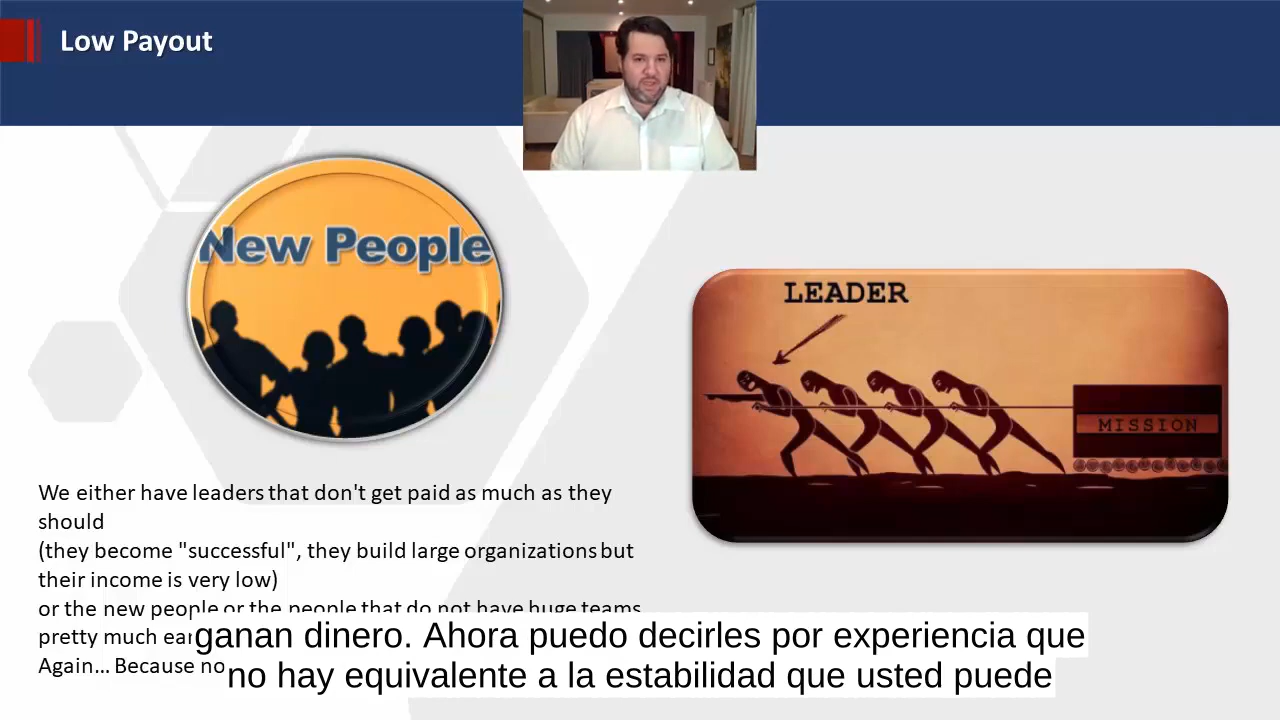 Low Payout
New People
LEADER
MISSION
We either have leaders that don't get paid as much as they
should
(they become "successful", they build large organizations but
their income is very low)
or the new people or the people that do not have huge teams
pretty much
Again... Because no
ganan dinero. Ahora puedo decirles por experiencia que
no hay equivalente a la estabilidad que usted puede